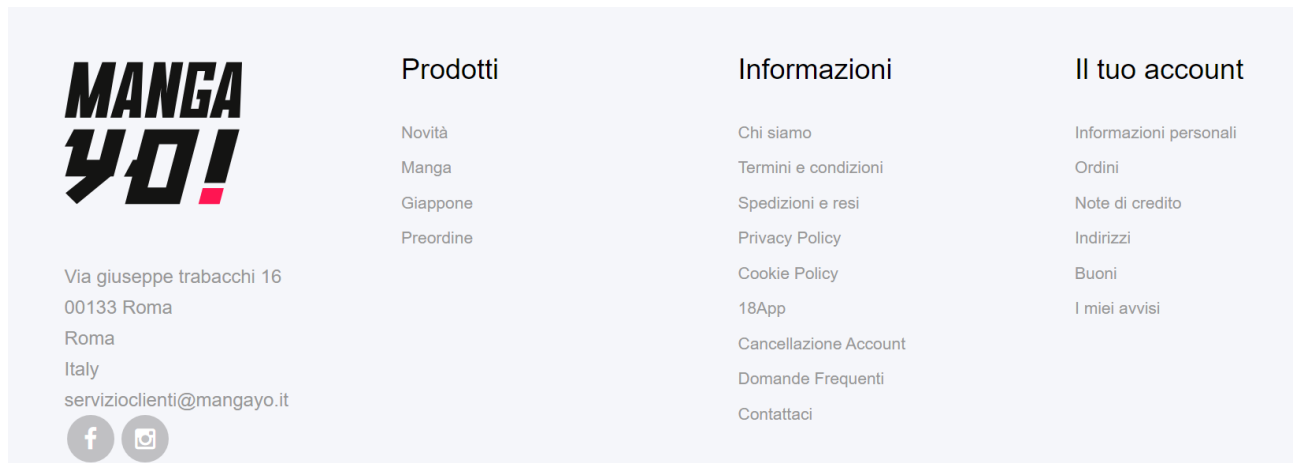 MANGA
YO!
Via giuseppe trabacchi 16
00133 Roma
Roma
Italy
servizioclienti@mangayo.it
Prodotti
Novità
Manga
Giappone
Preordine
Informazioni
Chi siamo
Termini e condizioni
Spedizioni e resi
Privacy Policy
Cookie Policy
18App
Cancellazione Account
Domande Frequenti
Contattaci
Il tuo account
Informazioni personali
Ordini
Note di credito
Indirizzi
Buoni
I miei avvisi